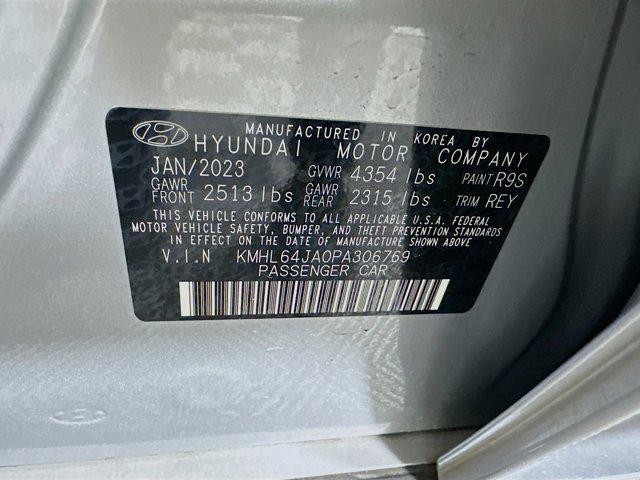 MANUFACTURED IN KOREA BY
HYUNDAI MOTOR COMPANY
JAN/2023 GVWR 4354 lbs PAINT R9S
GAWR FRONT 2513 lbs GAWR REAR 2315 lbs TRIM REY
THIS VEHICLE CONFORMS TO ALL APPLICABLE U.S.A. FEDERAL
MOTOR VEHICLE SAFETY, BUMPER, AND THEFT PREVENTION STANDARDS
IN EFFECT ON THE DATE OF MANUFACTURE SHOWN ABOVE
V.I.N KMHL64JA0PA306769
PASSENGER CAR